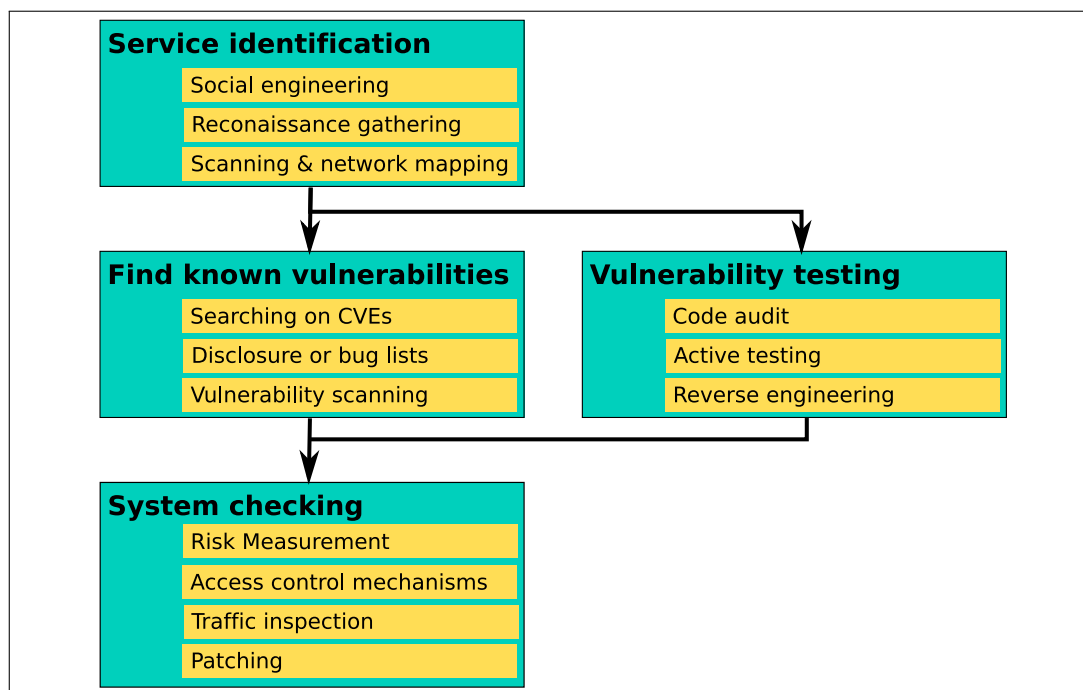 Service identification
Social engineering
Reconaissance gathering
Scanning & network mapping
Find known vulnerabilities
Searching on CVEs
Disclosure or bug lists
Vulnerability scanning
Vulnerability testing
Code audit
Active testing
Reverse engineering
System checking
Risk Measurement
Access control mechanisms
Traffic inspection
Patching